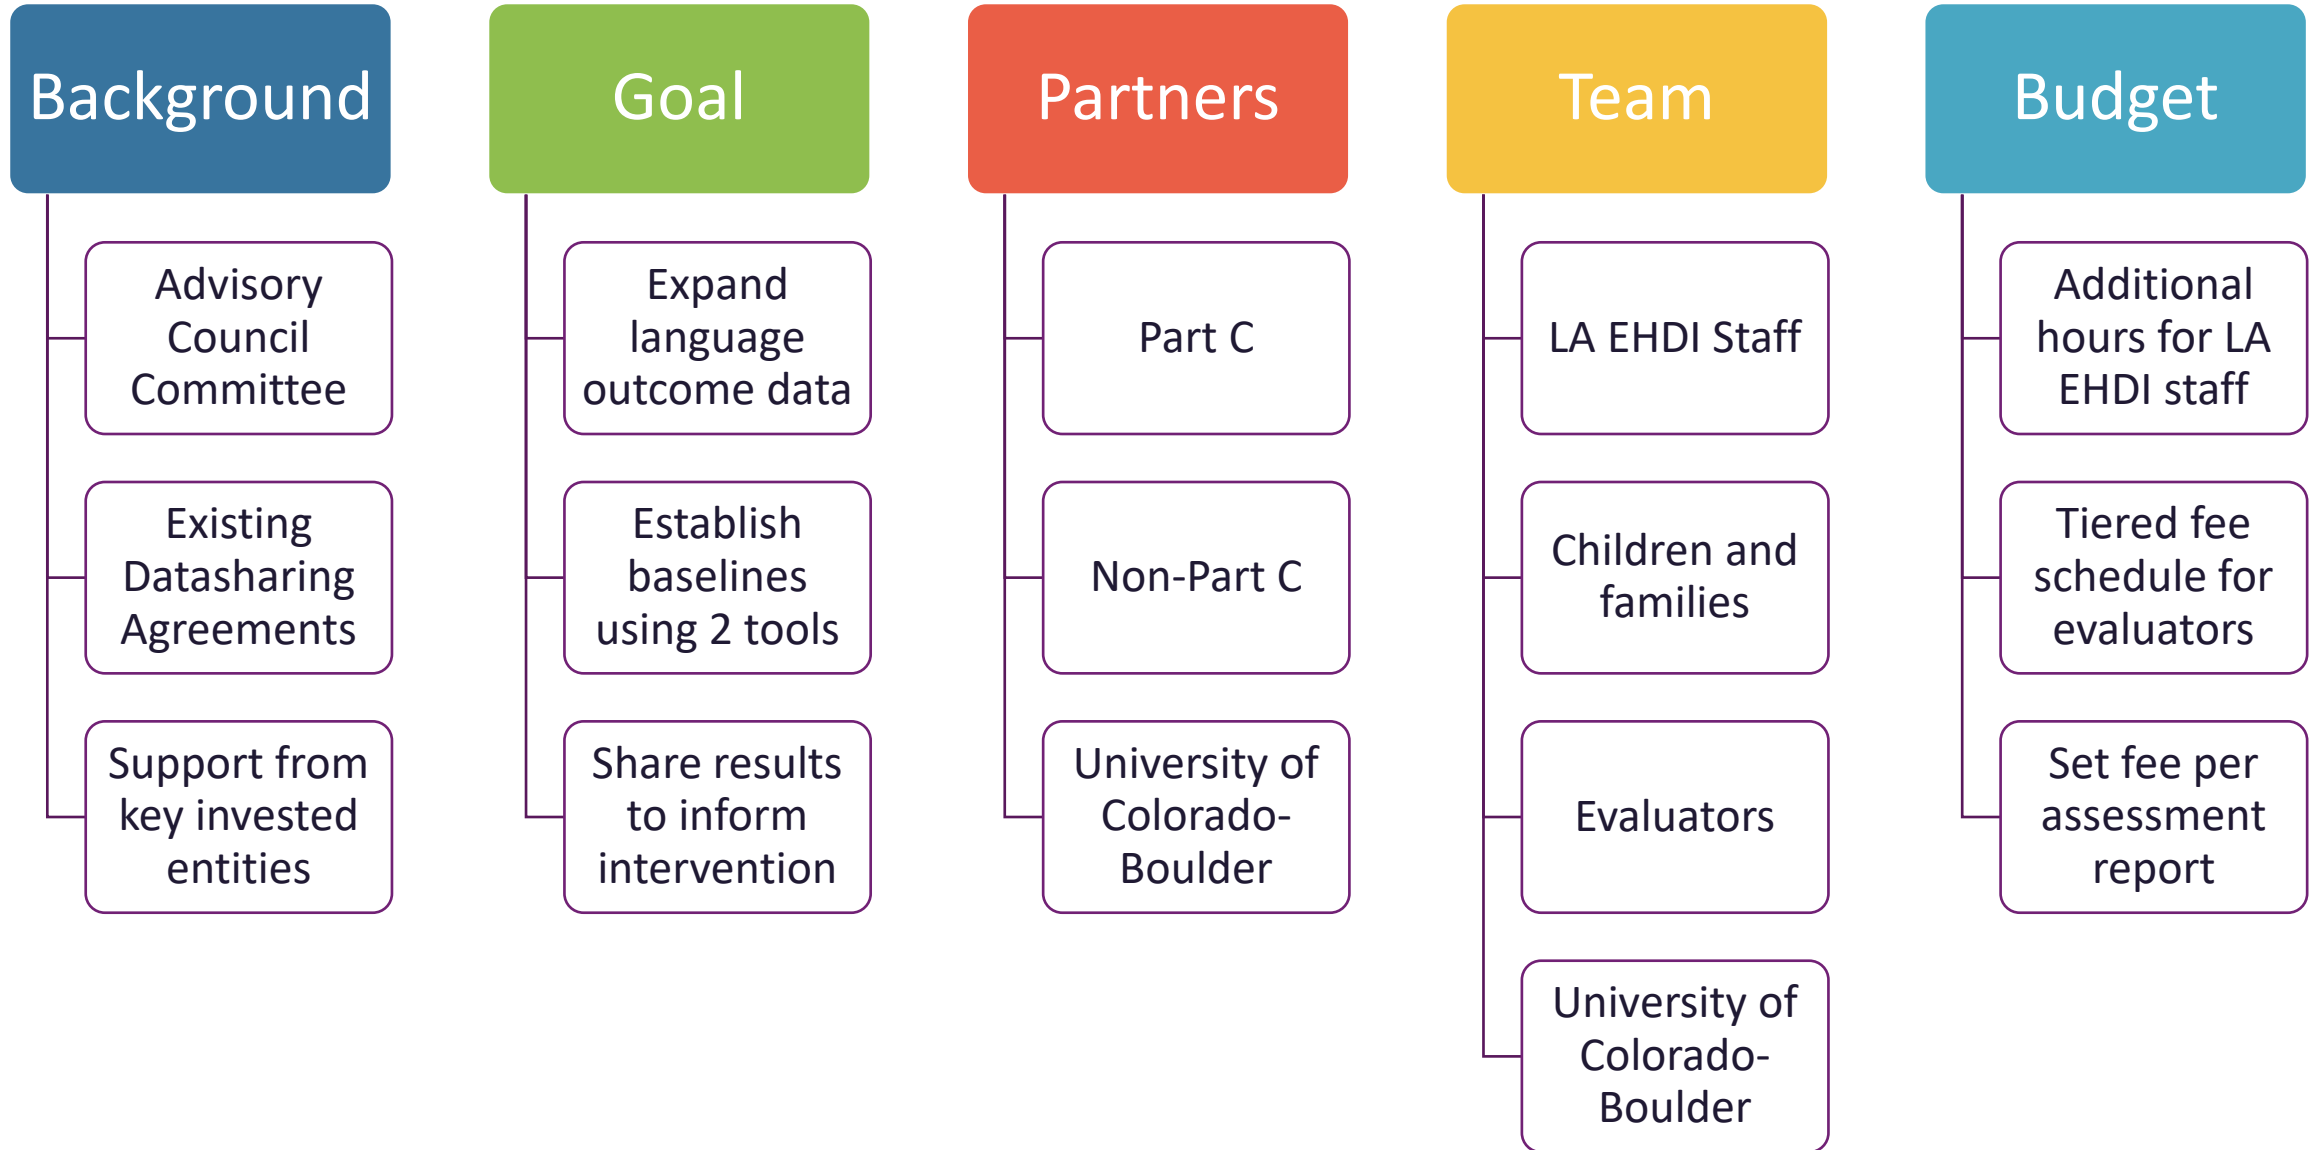 Background
Advisory
Council
Committee
Existing
Datasharing
Agreements
Support from
key invested
entities
Goal
Expand
language
outcome data
Establish
baselines
using 2 tools
Share results
to inform
intervention
Partners
Part C
Non-Part C
University of
Colorado-
Boulder
Team
LA EHDI Staff
Children and
families
Evaluators
University of
Colorado-
Boulder
Budget
Additional
hours for LA
EHDI staff
Tiered fee
schedule for
evaluators
Set fee per
assessment
report